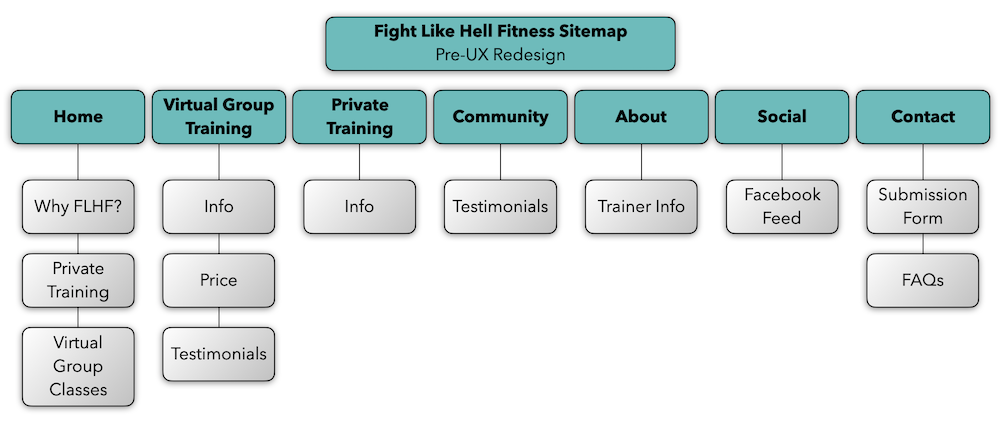 Fight Like Hell Fitness Sitemap
Pre-UX Redesign
Home
Virtual Group
Training
Private
Training
Community
About
Social
Contact
Why FLHF?
Info
Info
Testimonials
Trainer Info
Facebook
Feed
Submission
Form
Private
Training
Price
FAQs
Virtual
Group
Classes
Testimonials